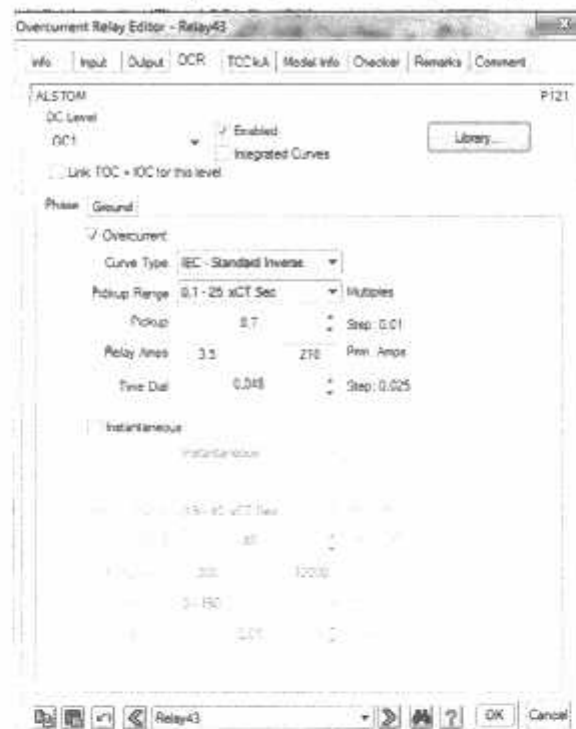 Overcurrent Relay Editor - Relay43
Info Input Output OCR TCC kA Model Info Checker Remarks Comment
ALSTOM P121
OC Level
OC1
Enabled
Integrated Curves
Library...
Link TOC + IOC for this level
Phase Ground
Overcurrent
Curve Type IEC - Standard Inverse
Pickup Range 0.1 - 25 xCT Sec Multiples
Pickup 0.7 Step: 0.01
Relay Amps 3.5 210 Prim. Amps
Time Dial Step: 0.025
Instantaneous
Instantaneous
xCT Sec
Relay43
? OK Cancel